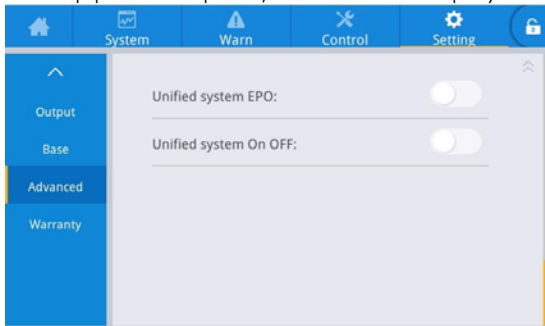 System
Warn
Control
Setting
Output
Base
Advanced
Warranty
Unified system EPO:
Unified system On OFF: